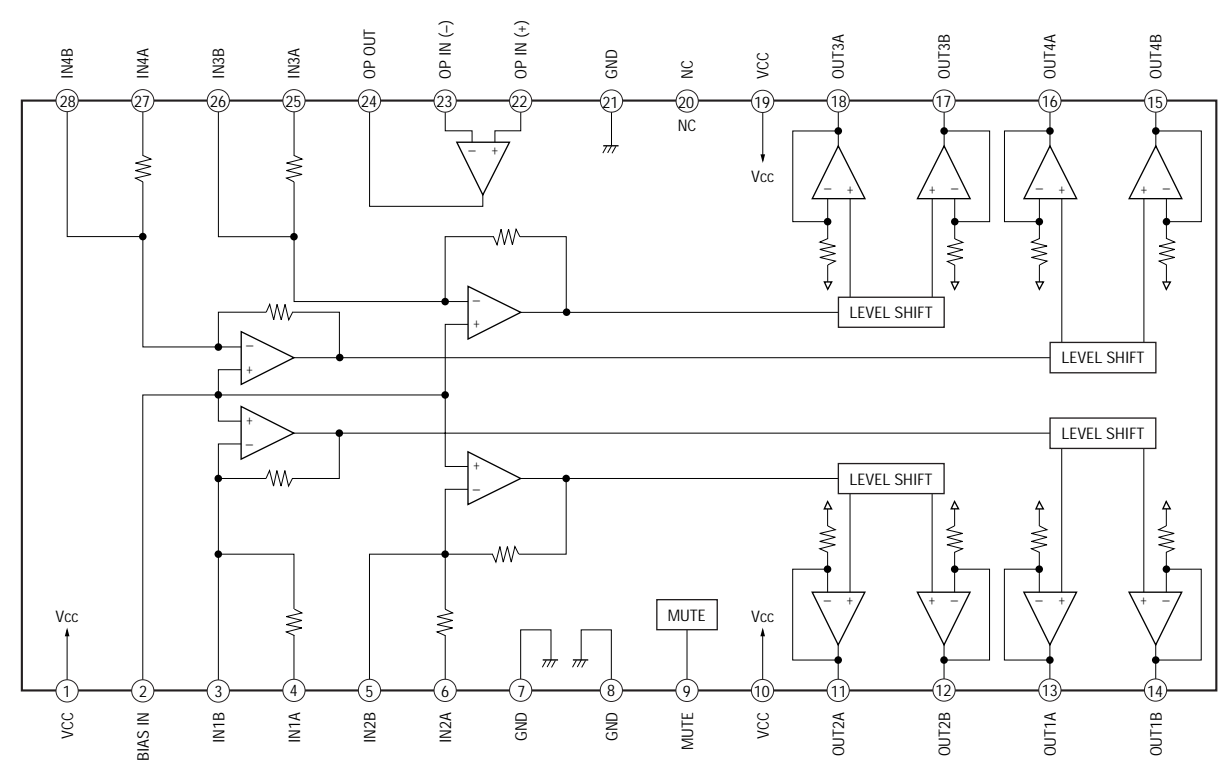 IN4B
IN4A
IN3B
IN3A
OP OUT
OP IN (–)
OP IN (+)
GND
NC
VCC
OUT3A
OUT3B
OUT4A
OUT4B
28
27
26
25
24
23
22
21
20
19
18
17
16
15
NC
– +
Vcc
– +
+ –
– +
+ –
–
+
LEVEL SHIFT
–
+
LEVEL SHIFT
+
–
LEVEL SHIFT
+
–
LEVEL SHIFT
Vcc
MUTE
Vcc
– +
+ –
– +
+ –
1
2
3
4
5
6
7
8
9
10
11
12
13
14
VCC
BIAS IN
IN1B
IN1A
IN2B
IN2A
GND
GND
MUTE
VCC
OUT2A
OUT2B
OUT1A
OUT1B